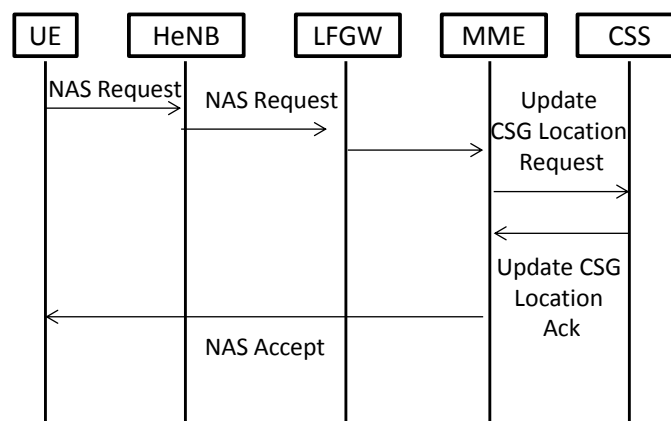 UE
HeNB
LFGW
MME
CSS
NAS Request
NAS Request
Update
CSG Location
Request
Update CSG
Location
Ack
NAS Accept